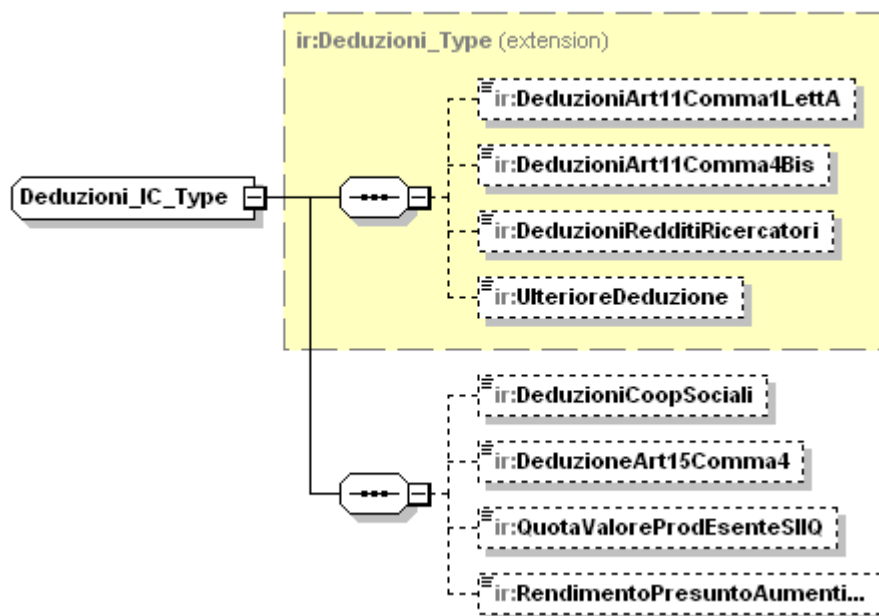 ir:Deduzioni_Type (extension)
ir:DeduzioniArt11Comma1LettA
ir:DeduzioniArt11Comma4Bis
Deduzioni_IC_Type
ir:DeduzioniRedditiRicercatori
ir:UlterioreDeduzione
ir:DeduzioniCoopSociali
ir:DeduzioneArt15Comma4
ir:QuotaValoreProdEsenteSIIQ
ir:RendimentoPresuntoAumenti...